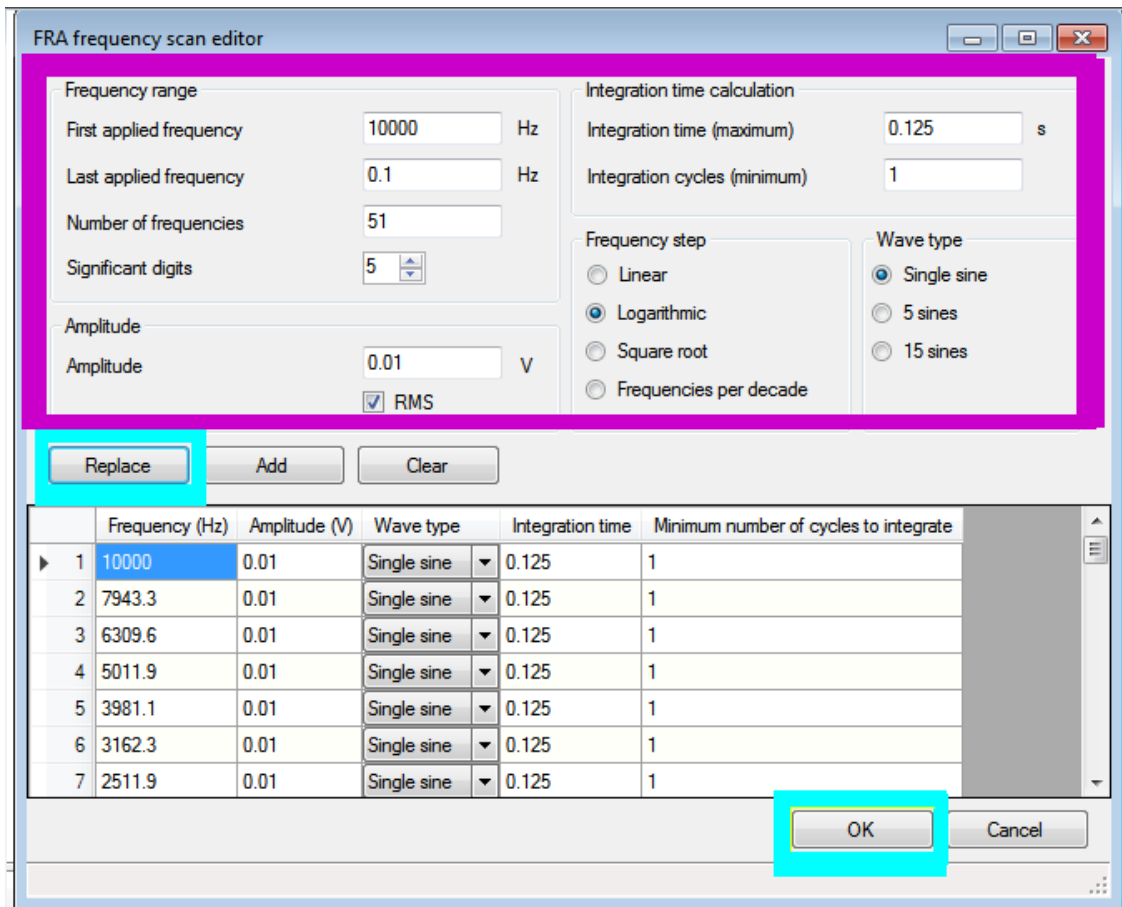 FRA frequency scan editor
Frequency range
First applied frequency 10000 Hz
Last applied frequency 0.1 Hz
Number of frequencies 51
Significant digits 5
Amplitude
Amplitude 0.01 V
RMS
Integration time calculation
Integration time (maximum) 0.125 s
Integration cycles (minimum) 1
Frequency step
Linear
Logarithmic
Square root
Frequencies per decade
Wave type
Single sine
5 sines
15 sines
Replace Add Clear
Frequency (Hz) Amplitude (V) Wave type Integration time Minimum number of cycles to integrate
1 10000 0.01 Single sine 0.125 1
2 7943.3 0.01 Single sine 0.125 1
3 6309.6 0.01 Single sine 0.125 1
4 5011.9 0.01 Single sine 0.125 1
5 3981.1 0.01 Single sine 0.125 1
6 3162.3 0.01 Single sine 0.125 1
7 2511.9 0.01 Single sine 0.125 1
OK Cancel